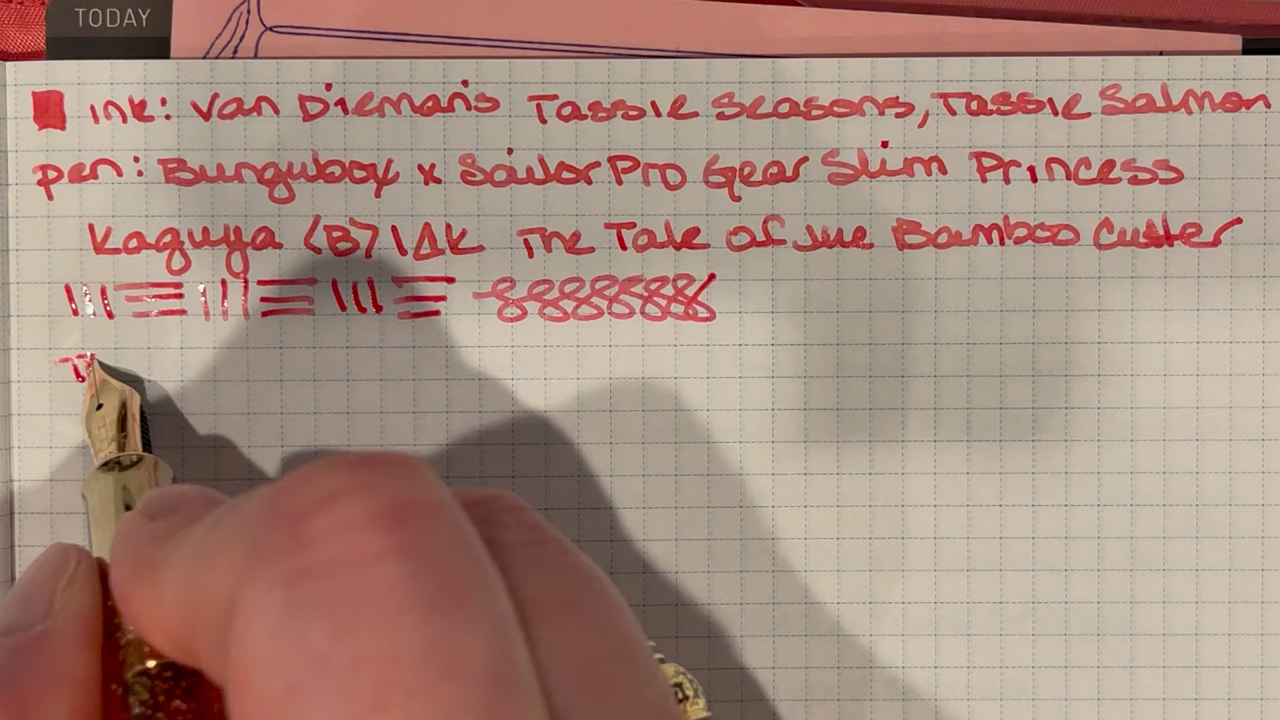 TODAY
ink: Van Dieman's Tassie Seasons, Tassie Salmon
pen: Bungubox x Sailor Pro Gear Slim Princess
Kaguya <B> 14k The Tale of the Bamboo Cutter